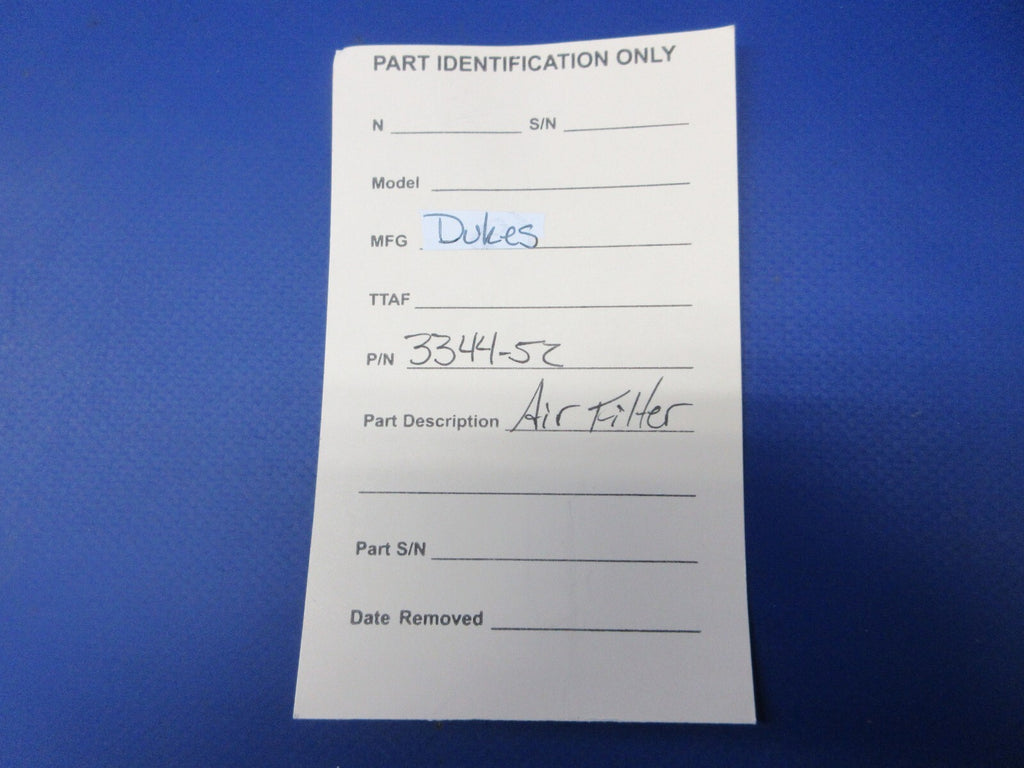 PART IDENTIFICATION ONLY
N S/N
Model
MFG Dukes
TTAF
P/N 3344-52
Part Description Air Filter
Part S/N
Date Removed